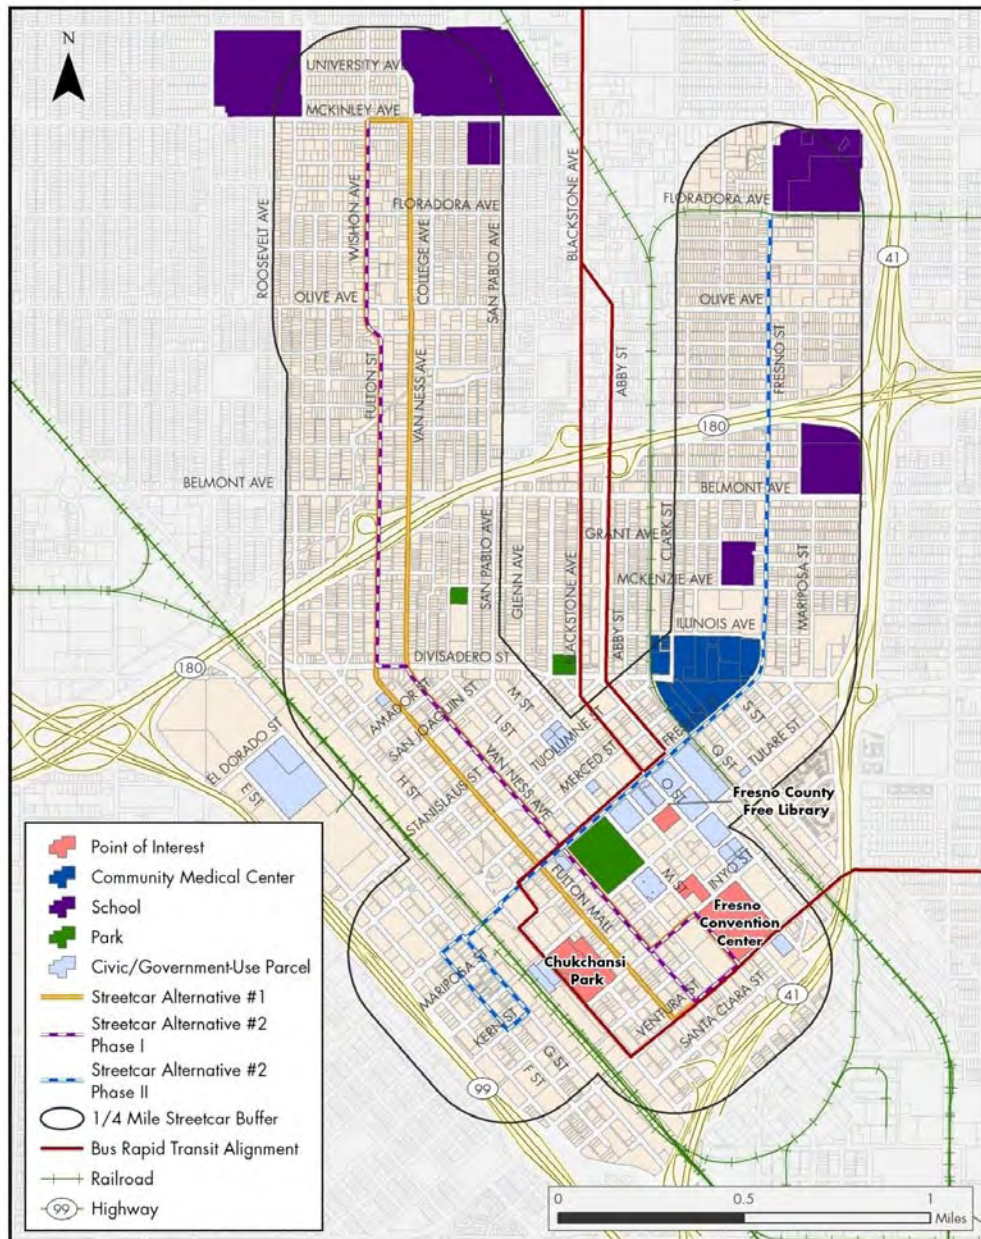 N
UNIVERSITY AV
MCKINLEY AVE
FLORADORA AVE
FLORADORA AVE
ROOSEVELT AVE
WISHON AVE
COLLEGE AVE
SAN PABLO AVE
BLACKSTONE AVE
41
OLIVE AVE
OLIVE AVE
FULTON ST
VAN NESS AVE
ABBY ST
FRESNO ST
180
BELMONT AVE
BELMONT AVE
SAN PABLO AVE
GLENN AVE
BLACKSTONE AVE
GRANT AVE
CLARK ST
MCKENZIE AVE
MARIPOSA ST
ILLINOIS AVE
ABBY ST
DIVISADERO ST
180
AMADOR ST
SAN JOAQUIN ST
M ST
L ST
TUOLUMNE ST
S ST
EL DORADO ST
E ST
H ST
STANISLAUS ST
VAN NESS AVE
MERCED ST
FRE
Q ST
TULARE ST
O ST
Fresno County
Free Library
FULTON MALL
M ST
INYO ST
Fresno
Convention
Center
Chukchansi
Park
MARIPOSA ST
KERN ST
VENTURA ST
SANTA CLARA ST
41
G ST
F ST
99
Point of Interest
Community Medical Center
School
Park
Civic/Government-Use Parcel
Streetcar Alternative #1
Streetcar Alternative #2
Phase I
Streetcar Alternative #2
Phase II
1/4 Mile Streetcar Buffer
Bus Rapid Transit Alignment
Railroad
99 Highway
0 0.5 1
Miles